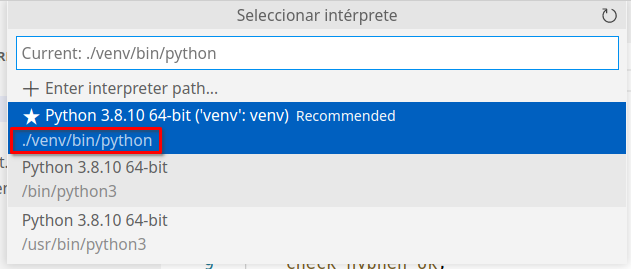 Seleccionar intérprete
Current: ./venv/bin/python
Enter interpreter path...
Python 3.8.10 64-bit ('venv': venv) Recommended
./venv/bin/python
Python 3.8.10 64-bit
/bin/python3
Python 3.8.10 64-bit
/usr/bin/python3
9